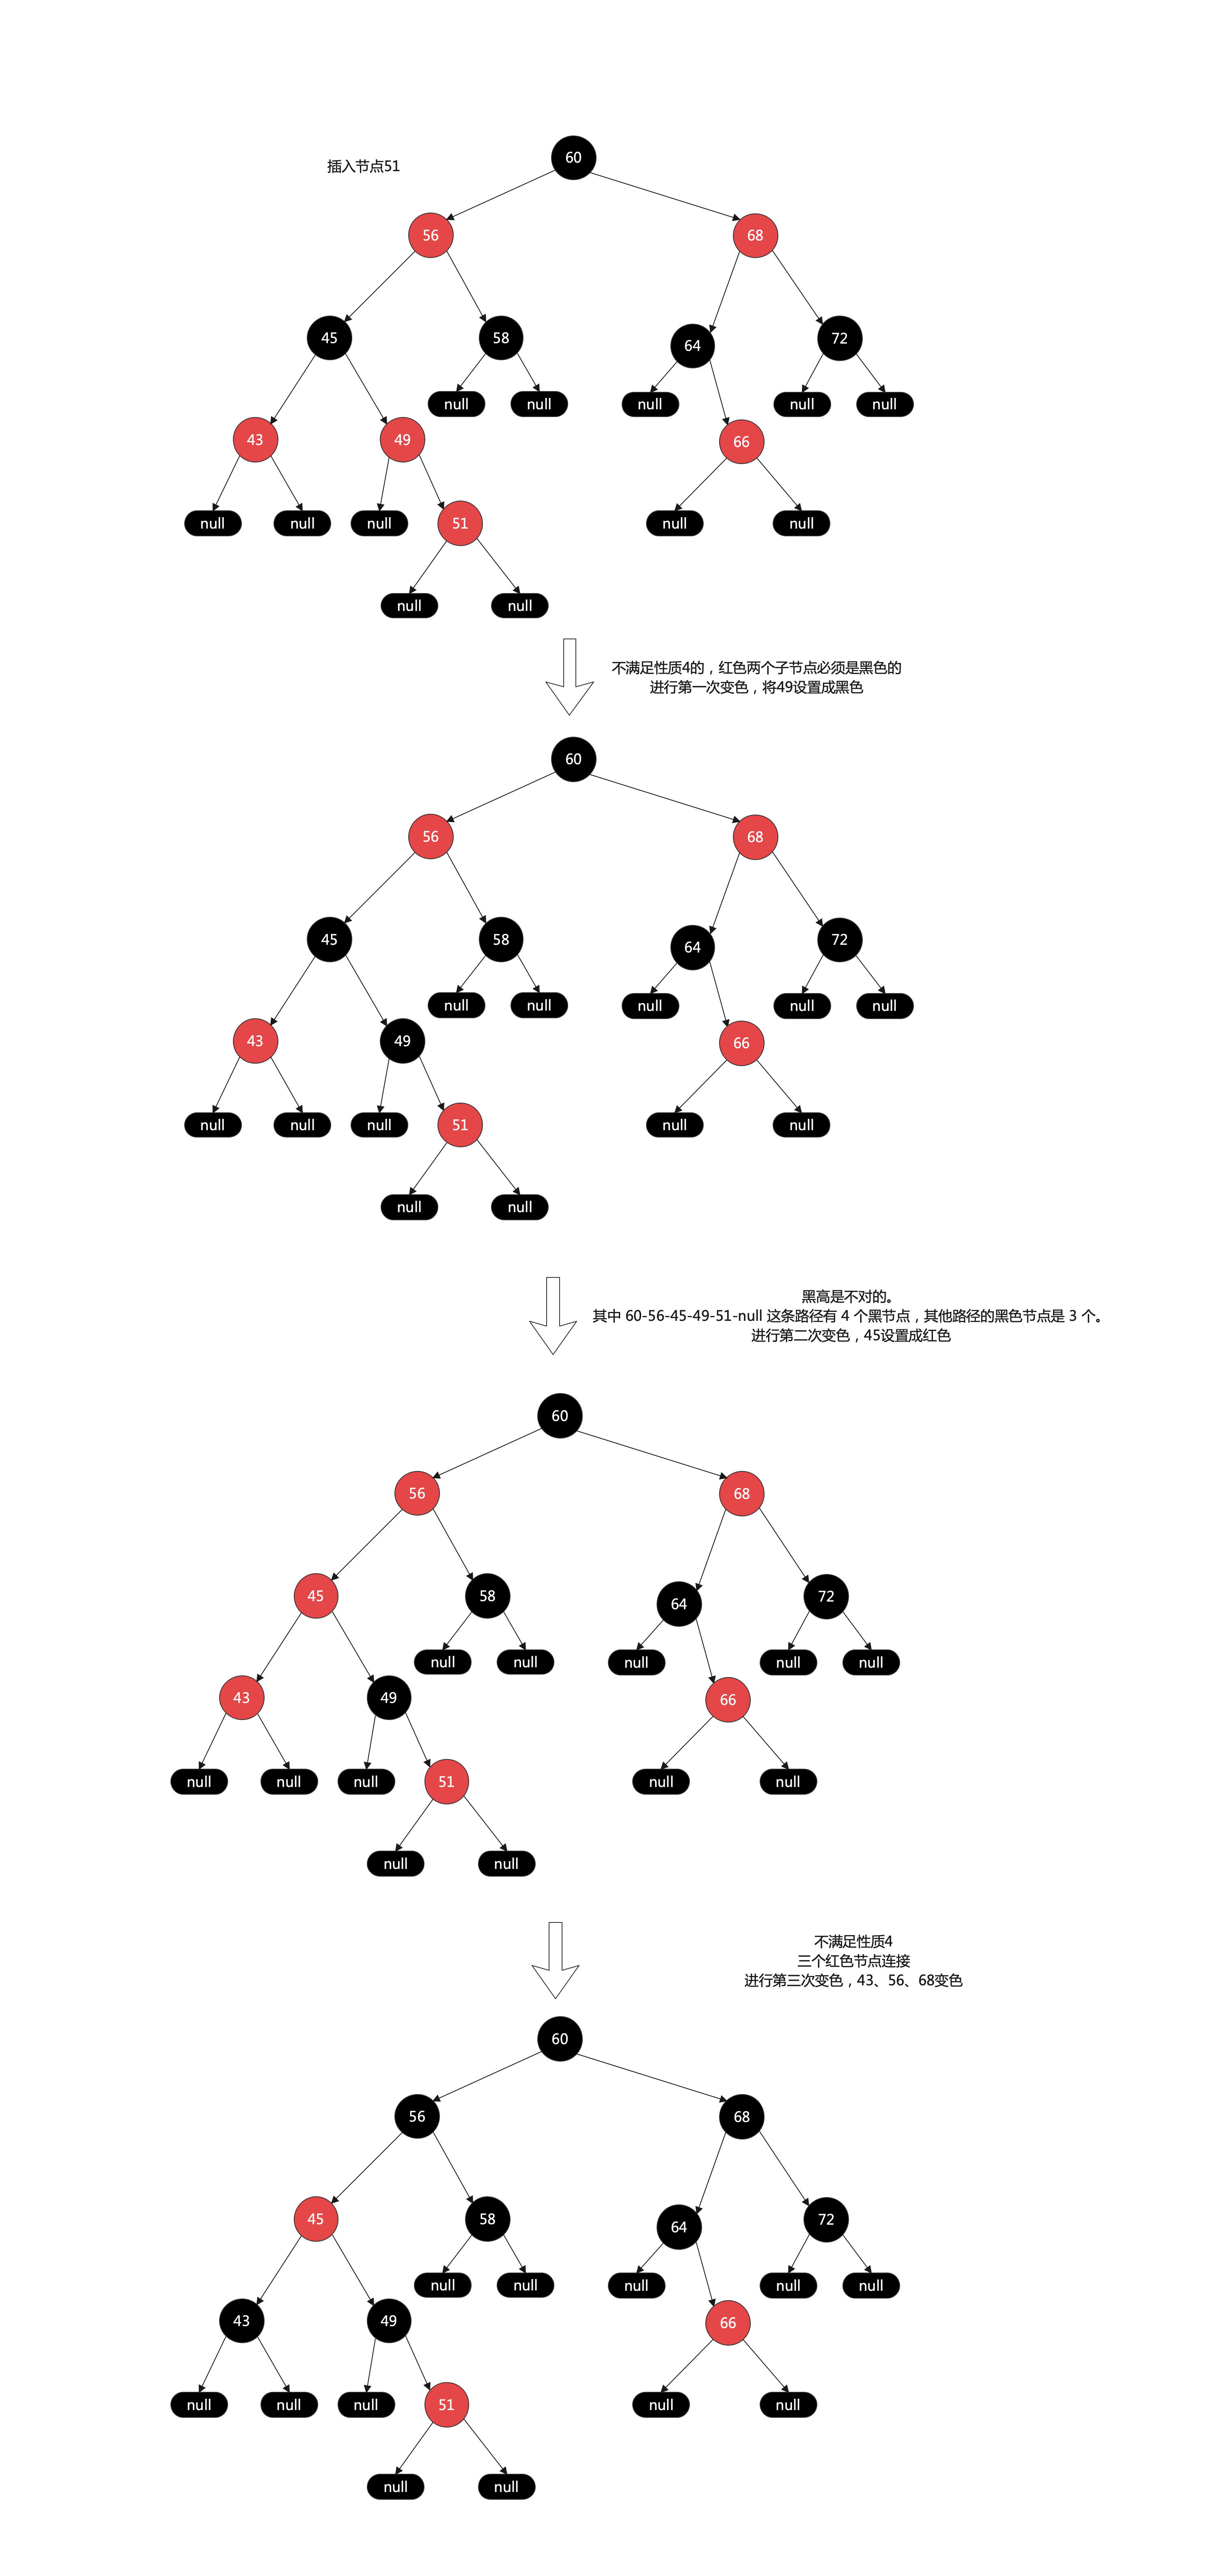 插入节点51
60
56
68
45
58
64
72
null
null
null
null
null
43
49
66
null
null
null
51
null
null
null
null
不满足性质4的，红色两个子节点必须是黑色的
进行第一次变色，将49设置成黑色
60
56
68
45
58
64
72
null
null
null
null
null
43
49
66
null
null
null
51
null
null
null
null
黑高是不对的。
其中 60-56-45-49-51-null 这条路径有 4 个黑节点，其他路径的黑色节点是 3 个。
进行第二次变色，45设置成红色
60
56
68
45
58
64
72
null
null
null
null
null
43
49
66
null
null
null
51
null
null
null
null
不满足性质4
三个红色节点连接
进行第三次变色，43、56、68变色
60
56
68
45
58
64
72
null
null
null
null
null
43
49
66
null
null
null
51
null
null
null
null